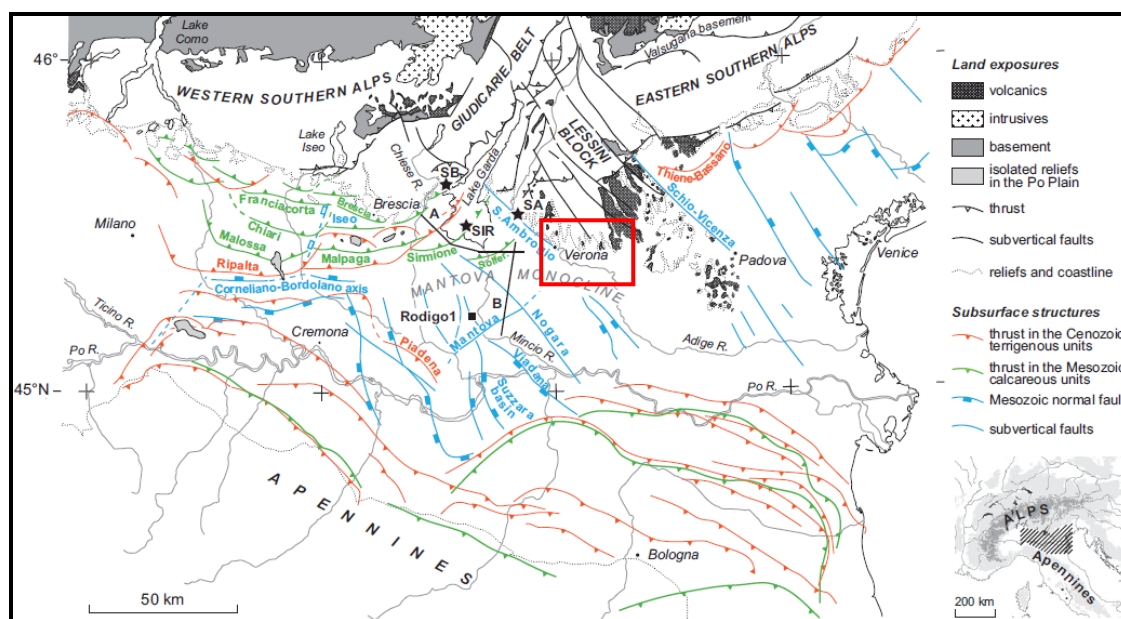 Lake
Como
46°
WESTERN SOUTHERN ALPS
GIUDICARIE BELT
Valsugana basement
EASTERN SOUTHERN ALPS
Lake
Iseo
Chiese R.
Lake Garda
LESSINI
BLOCK
Thiene-Bassano
Schio-Vicenza
SB
SA
SIR
A
Brescia
Brescia
Franciacorta
Iseo
Milano
Chiari
Malossa
Malpaga
Sirmione
Solfer
S.Ambrogio
Verona
Padova
Venice
Ripalta
Corneliano-Bordolano axis
MANTOVA MONOCLINE
B
Rodigo1
Mantova
Nogara
Ticino R.
Cremona
Piadena
Mincio R.
Adige R.
Po R.
Viadana
Suzzara
basin
Po R.
45°N
APENNINES
Bologna
50 km
Land exposures
volcanics
intrusives
basement
isolated reliefs
in the Po Plain
thrust
subvertical faults
reliefs and coastline
Subsurface structures
thrust in the Cenozoic
terrigenous units
thrust in the Mesozoic
calcareous units
Mesozoic normal faul
subvertical faults
ALPS
Apennines
200 km